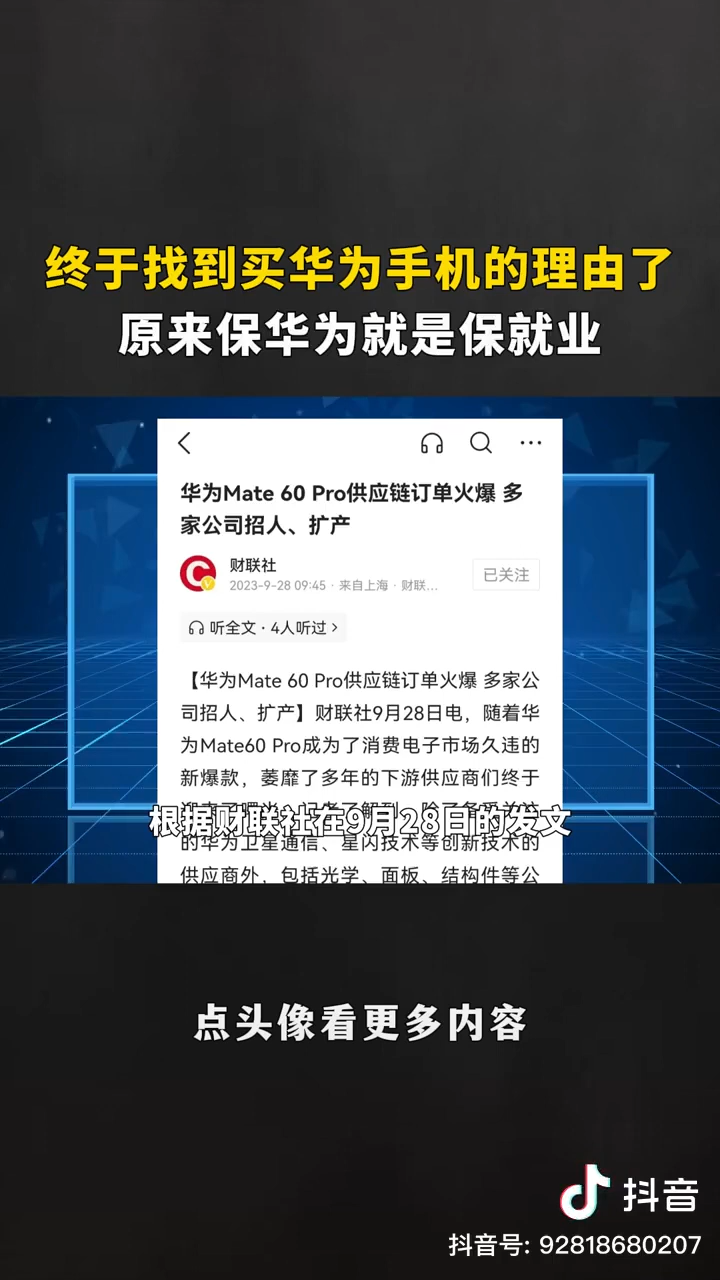 终于找到买华为手机的理由了
原来保华为就是保就业
华为Mate 60 Pro供应链订单火爆 多
家公司招人、扩产
财联社
2023-9-28 09:45 · 来自上海 · 财联...
已关注
听全文 · 4人听过 >
【华为Mate 60 Pro供应链订单火爆 多家公
司招人、扩产】财联社9月28日电，随着华
为Mate60 Pro成为了消费电子市场久违的
新爆款，萎靡了多年的下游供应商们终于
根据财联社在9月28日的发文
的华为卫星通信、星闪技术等创新技术的
供应商外，包括光学、面板、结构件等公
点头像看更多内容
抖音
抖音号: 92818680207